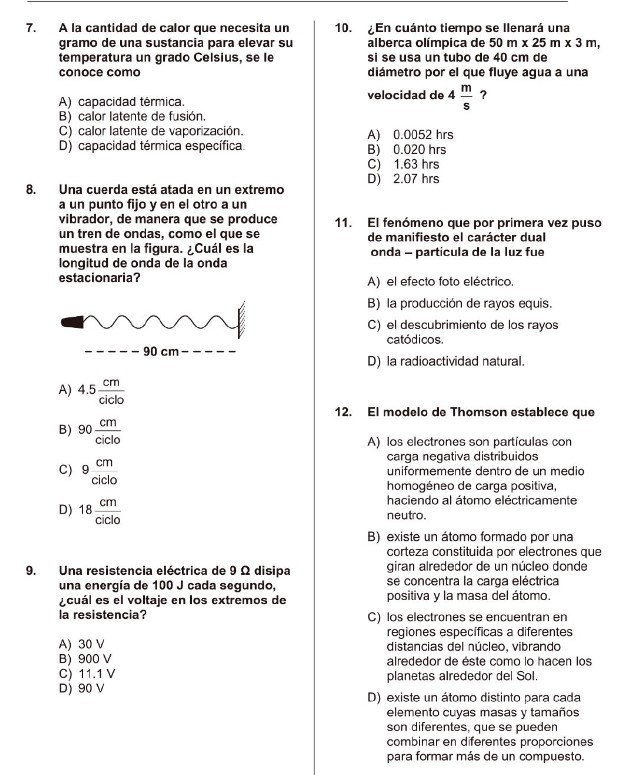 7. A la cantidad de calor que necesita un
gramo de una sustancia para elevar su
temperatura un grado Celsius, se le
conoce como
A) capacidad térmica.
B) calor latente de fusión.
C) calor latente de vaporización.
D) capacidad térmica específica.
8. Una cuerda está atada en un extremo
a un punto fijo y en el otro a un
vibrador, de manera que se produce
un tren de ondas, como el que se
muestra en la figura. ¿Cuál es la
longitud de onda de la onda
estacionaria?
90 cm
A) 4.5 cm/ciclo
B) 90 cm/ciclo
C) 9 cm/ciclo
D) 18 cm/ciclo
9. Una resistencia eléctrica de 9 Ω disipa
una energía de 100 J cada segundo,
¿cuál es el voltaje en los extremos de
la resistencia?
A) 30 V
B) 900 V
C) 11.1 V
D) 90 V
10. ¿En cuánto tiempo se llenará una
alberca olímpica de 50 m x 25 m x 3 m,
si se usa un tubo de 40 cm de
diámetro por el que fluye agua a una
velocidad de 4 m/s ?
A) 0.0052 hrs
B) 0.020 hrs
C) 1.63 hrs
D) 2.07 hrs
11. El fenómeno que por primera vez puso
de manifiesto el carácter dual
onda – partícula de la luz fue
A) el efecto foto eléctrico.
B) la producción de rayos equis.
C) el descubrimiento de los rayos
catódicos.
D) la radioactividad natural.
12. El modelo de Thomson establece que
A) los electrones son partículas con
carga negativa distribuidos
uniformemente dentro de un medio
homogéneo de carga positiva,
haciendo al átomo eléctricamente
neutro.
B) existe un átomo formado por una
corteza constituida por electrones que
giran alrededor de un núcleo donde
se concentra la carga eléctrica
positiva y la masa del átomo.
C) los electrones se encuentran en
regiones específicas a diferentes
distancias del núcleo, vibrando
alrededor de éste como lo hacen los
planetas alrededor del Sol.
D) existe un átomo distinto para cada
elemento cuyas masas y tamaños
son diferentes, que se pueden
combinar en diferentes proporciones
para formar más de un compuesto.